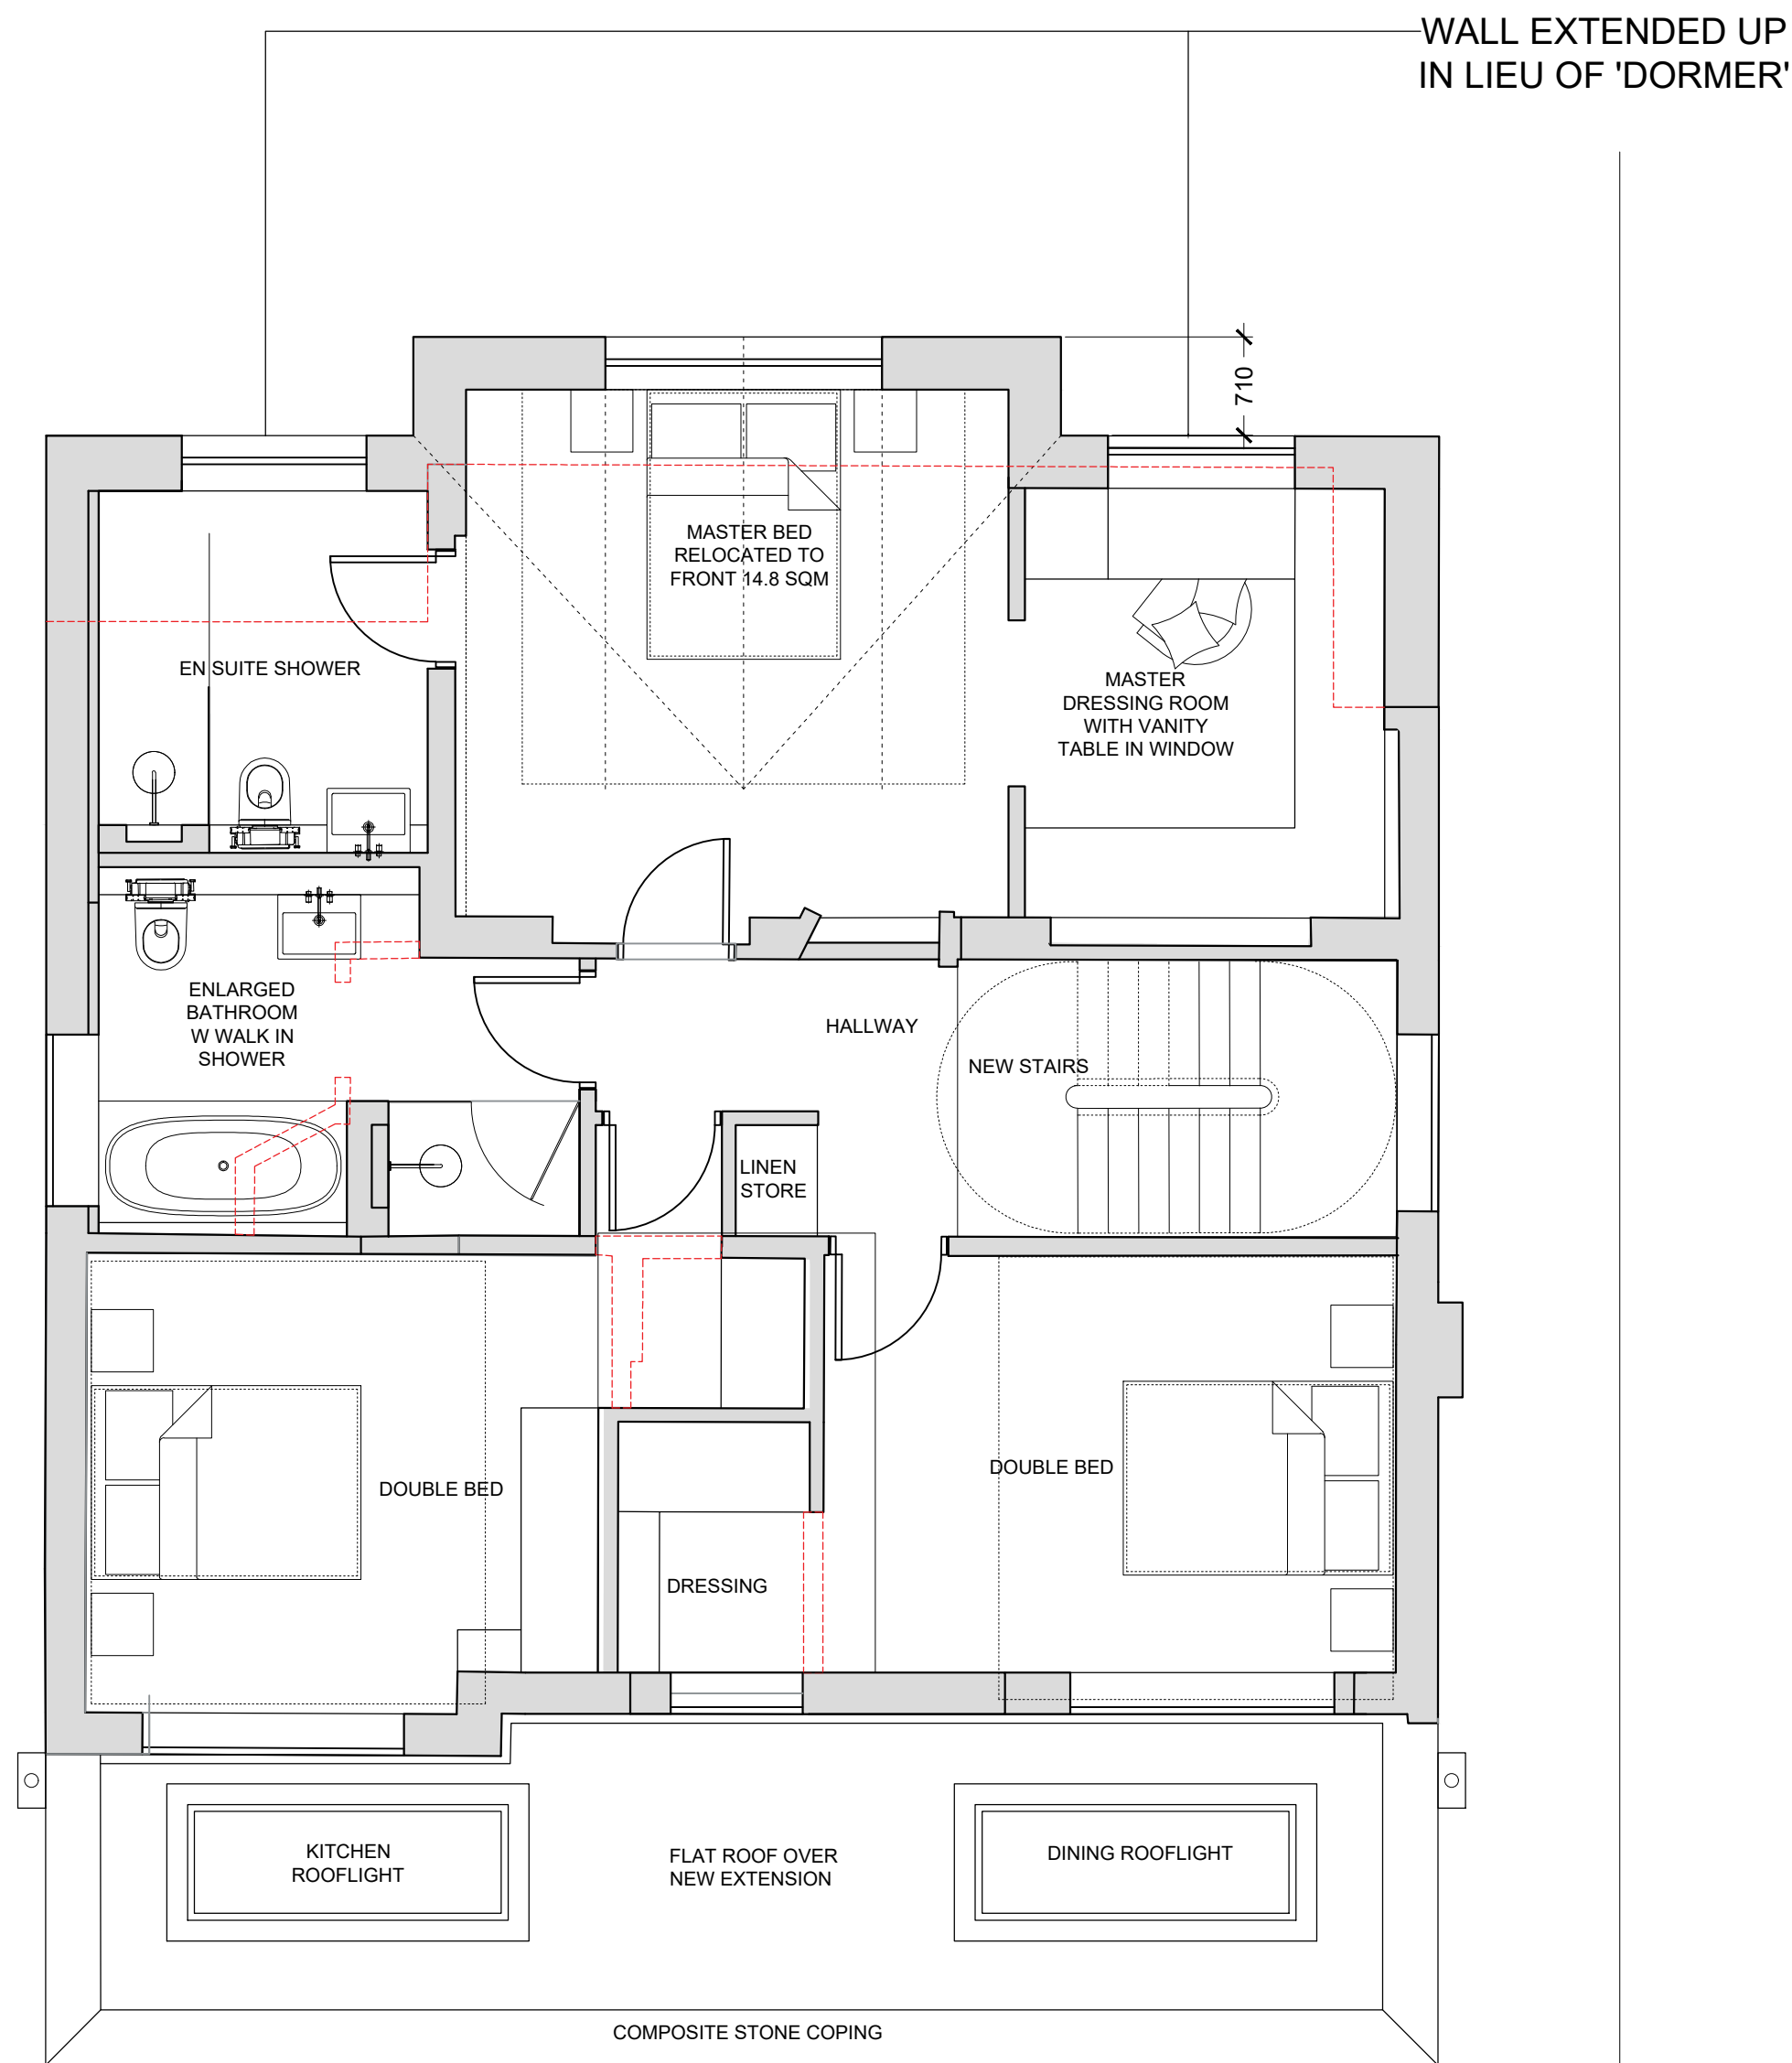 WALL EXTENDED UP
IN LIEU OF 'DORMER'
710
MASTER BED
RELOCATED TO
FRONT 14.8 SQM
EN SUITE SHOWER
MASTER
DRESSING ROOM
WITH VANITY
TABLE IN WINDOW
ENLARGED
BATHROOM
W WALK IN
SHOWER
HALLWAY
NEW STAIRS
LINEN
STORE
DOUBLE BED
DOUBLE BED
DRESSING
KITCHEN
ROOFLIGHT
FLAT ROOF OVER
NEW EXTENSION
DINING ROOFLIGHT
COMPOSITE STONE COPING